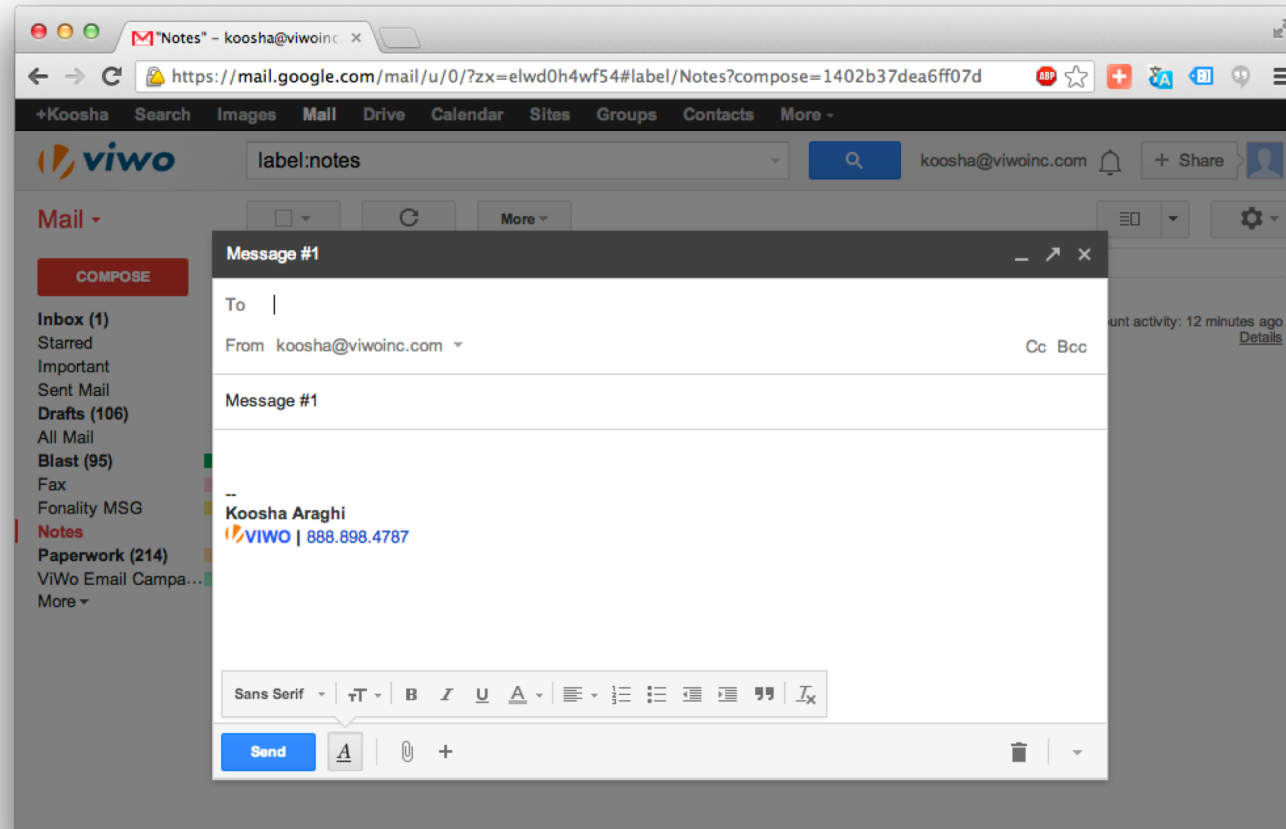 "Notes" – koosha@viwoinc.
https://mail.google.com/mail/u/0/?zx=elwd0h4wf54#label/Notes?compose=1402b37dea6ff07d ABP
+Koosha Search Images Mail Drive Calendar Sites Groups Contacts More
viwo label:notes koosha@viwoinc.com + Share
Mail More
Message #1
COMPOSE
To
Inbox (1)
unt activity: 12 minutes ago
Starred
From koosha@viwoinc.com Cc Bcc
Details
Important
Sent Mail
Message #1
Drafts (106)
All Mail
Blast (95)
Fax
--
Fonality MSG
Koosha Araghi
Notes
VIWO | 888.898.4787
Paperwork (214)
ViWo Email Campa...
More
Sans Serif TT B I U A Tx
Send A +